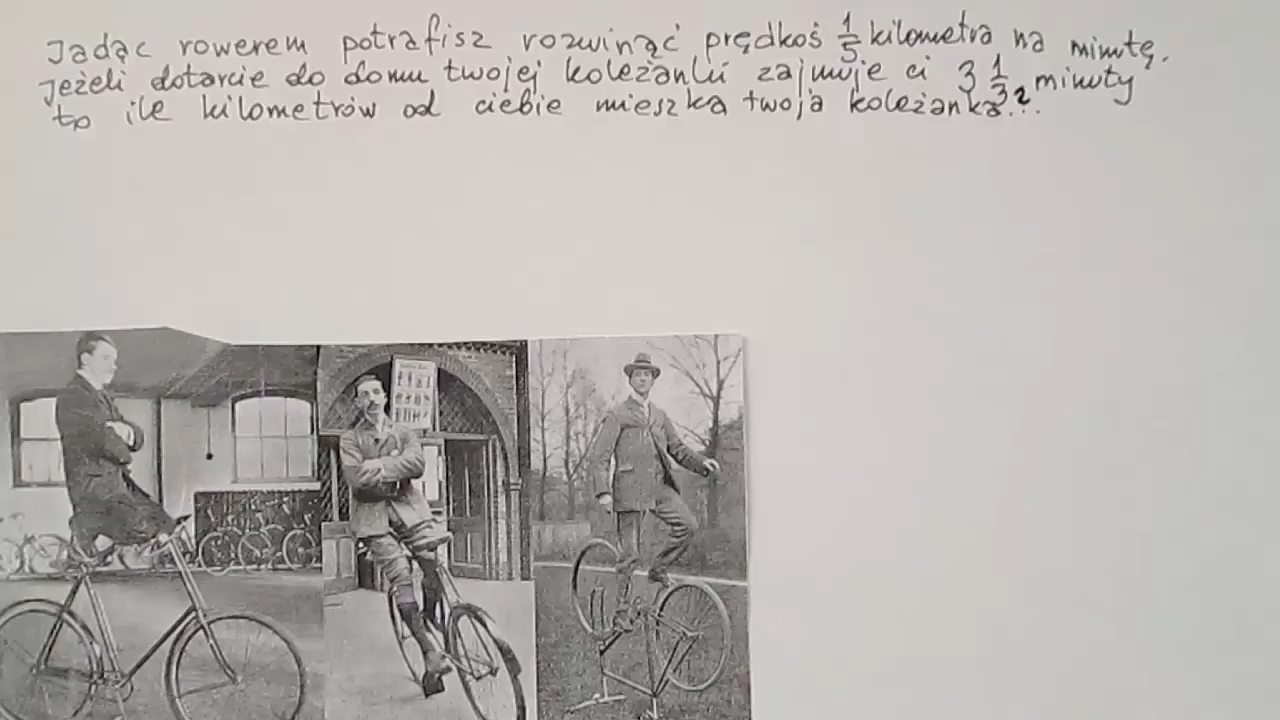 Jadąc rowerem potrafisz rozwinąć prędkoś 1/5 kilometra na minutę.
Jeżeli dotarcie do domu twojej koleżanki zajmuje ci 3 1/3 minuty
to ile kilometrów od ciebie mieszka twoja koleżanka?..